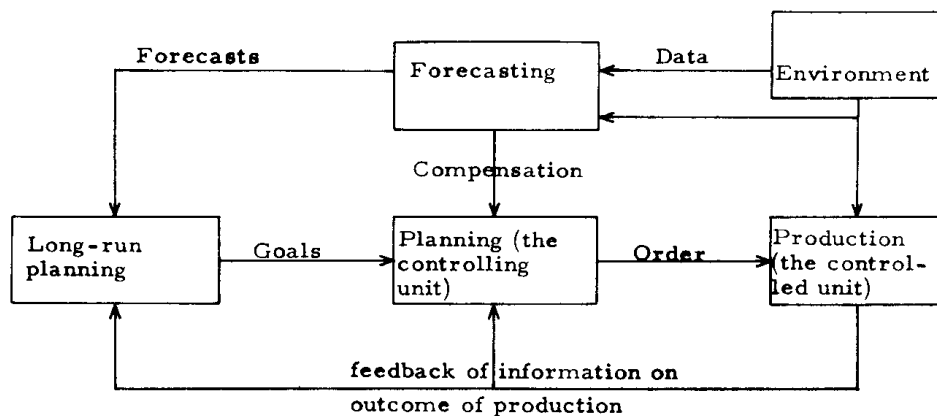 Forecasts
Forecasting
Data
Environment
Compensation
Long-run
planning
Goals
Planning (the
controlling
unit)
Order
Production
(the control-
led unit)
feedback of information on
outcome of production